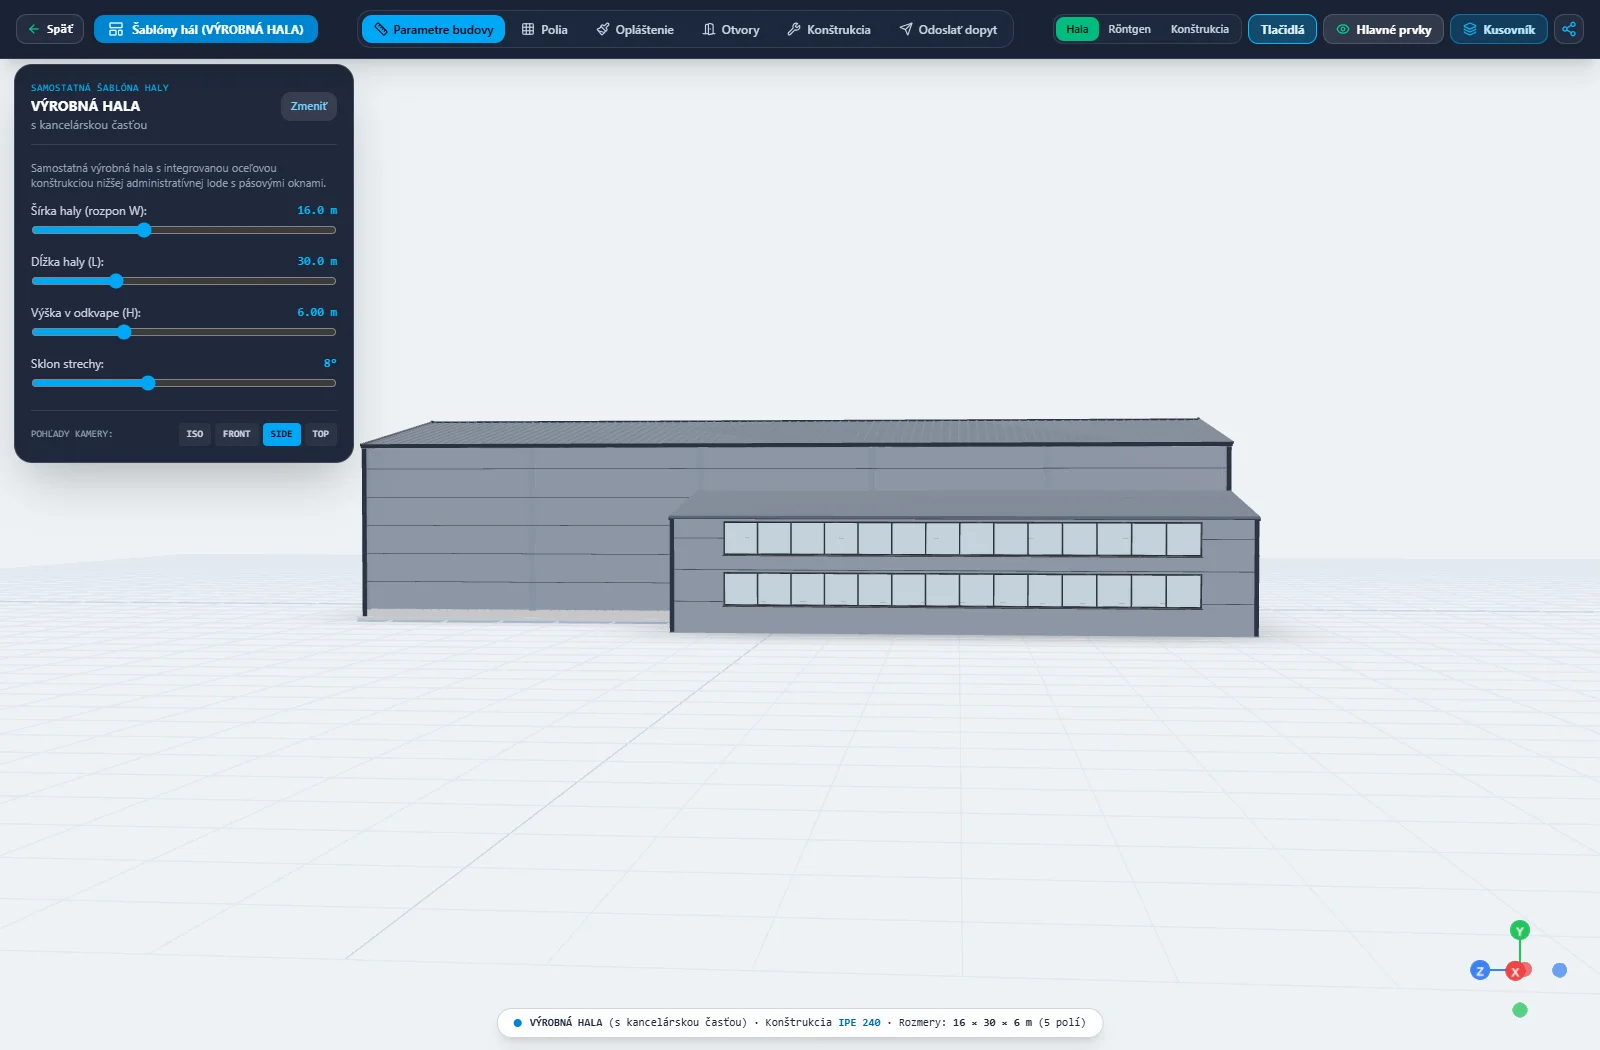 Späť
Šablóny hál (VÝROBNÁ HALA)
Parametre budovy
Polia
Opláštenie
Otvory
Konštrukcia
Odoslať dopyt
Hala
Röntgen
Konštrukcia
Tlačidlá
Hlavné prvky
Kusovník
SAMOSTATNÁ ŠABLÓNA HALY
VÝROBNÁ HALA
s kancelárskou časťou
Zmeniť
Samostatná výrobná hala s integrovanou oceľovou
konštrukciou nižšej administratívnej lode s pásovými oknami.
Šírka haly (rozpon W): 16.0 m
Dĺžka haly (L): 30.0 m
Výška v odkvape (H): 6.00 m
Sklon strechy: 8°
POHĽADY KAMERY: ISO FRONT SIDE TOP
Y
Z X
VÝROBNÁ HALA (s kancelárskou časťou) · Konštrukcia IPE 240 · Rozmery: 16 × 30 × 6 m (5 polí)